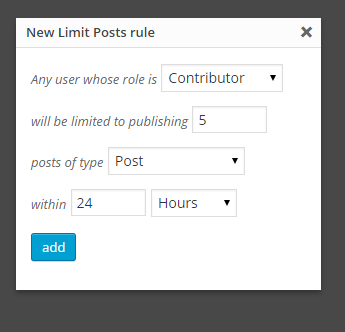 New Limit Posts rule
Any user whose role is Contributor
will be limited to publishing 5
posts of type Post
within 24 Hours
add